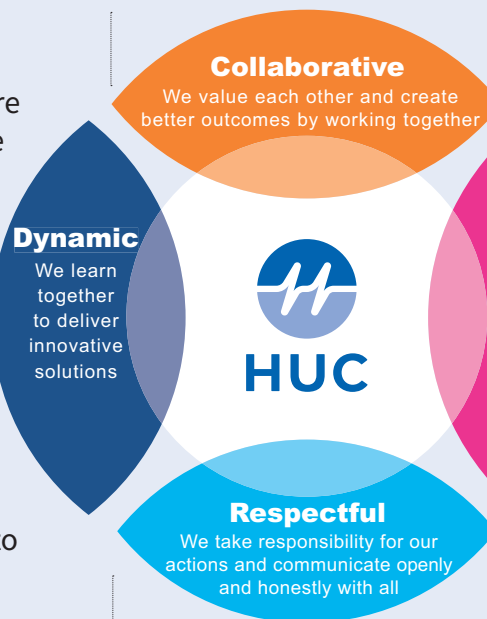 Collaborative
We value each other and create
better outcomes by working together
Dynamic
We learn
together
to deliver
innovative
solutions
HUC
Respectful
We take responsibility for our
actions and communicate openly
and honestly with all